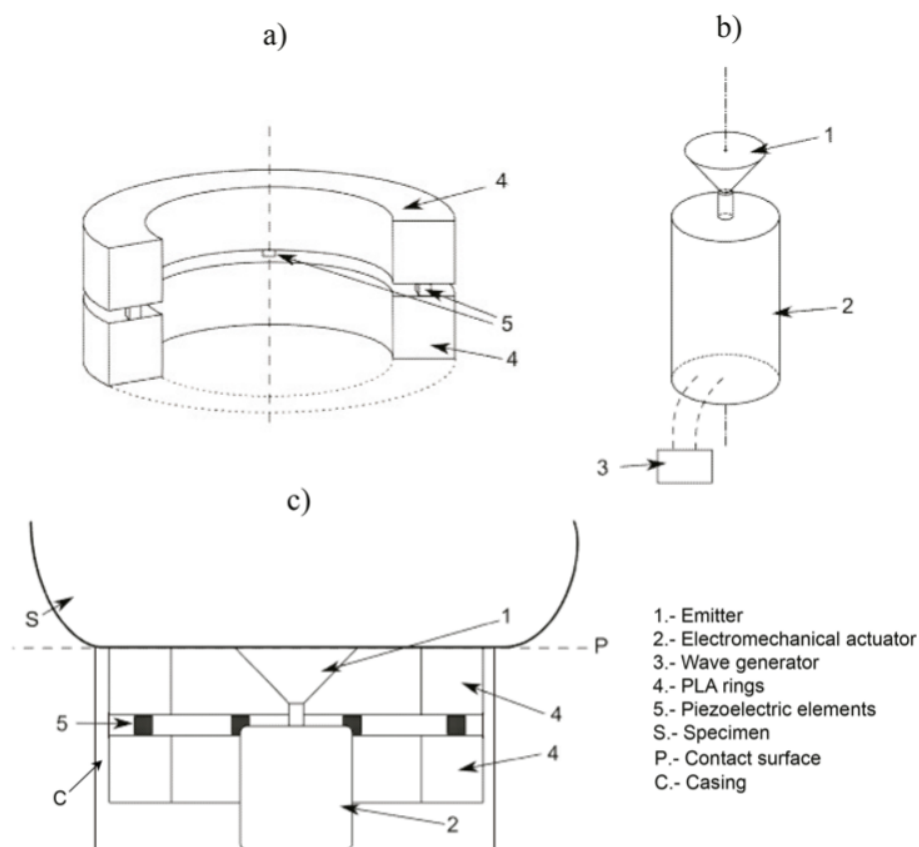 a)
b)
1
4
5
2
4
3
c)
S
1
P
5
4
4
C
2
1.- Emitter
2.- Electromechanical actuator
3.- Wave generator
4.- PLA rings
5.- Piezoelectric elements
S.- Specimen
P.- Contact surface
C.- Casing